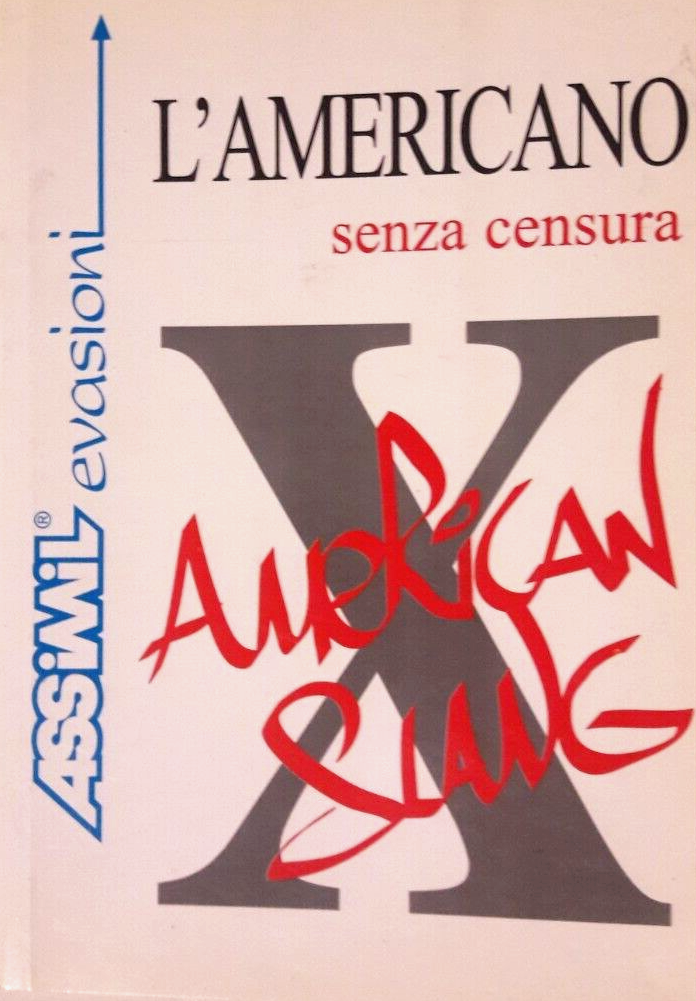 L'AMERICANO
senza censura
X
AMERICAN
SLANG
ASSiMiL® evasioni